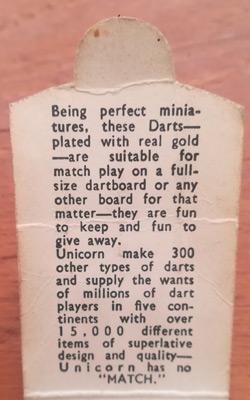 Being perfect minia-
tures, these Darts—
plated with real gold
—are suitable for
match play on a full-
size dartboard or any
other board for that
matter—they are fun
to keep and fun to
give away.
Unicorn make 300
other types of darts
and supply the wants
of millions of dart
players in five con-
tinents with over
15,000 different
items of superlative
design and quality—
Unicorn has no
"MATCH."